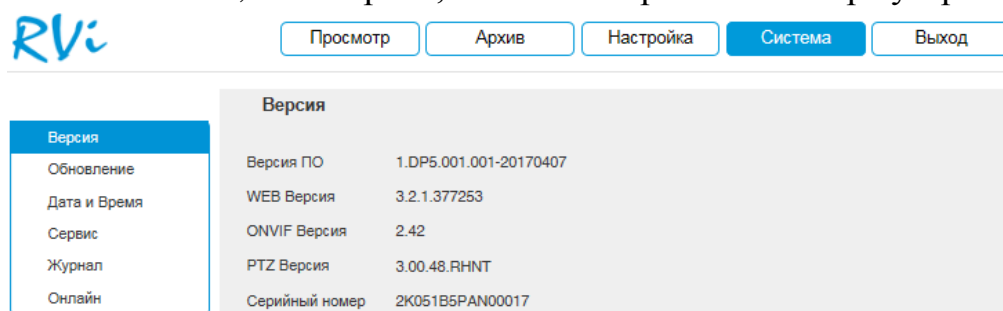 RVi
Просмотр Архив Настройка Система Выход
Версия
Версия
Обновление
Дата и Время
Сервис
Журнал
Онлайн
Версия ПО 1.DP5.001.001-20170407
WEB Версия 3.2.1.377253
ONVIF Версия 2.42
PTZ Версия 3.00.48.RHNT
Серийный номер 2K051B5PAN00017